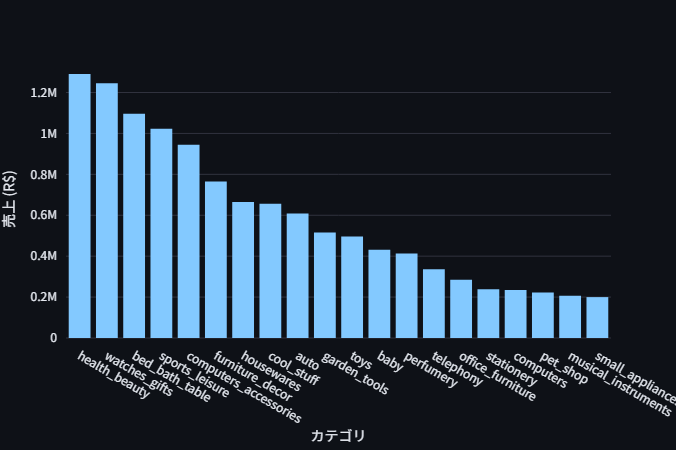 売上 (R$)
1.2M
1M
0.8M
0.6M
0.4M
0.2M
0
health_beauty
watches_gifts
bed_bath_table
sports_leisure
computers_accessories
furniture_decor
housewares
cool_stuff
auto
garden_tools
toys
baby
perfumery
telephony
office_furniture
stationery
computers
pet_shop
musical_instruments
small_appliances
カテゴリ